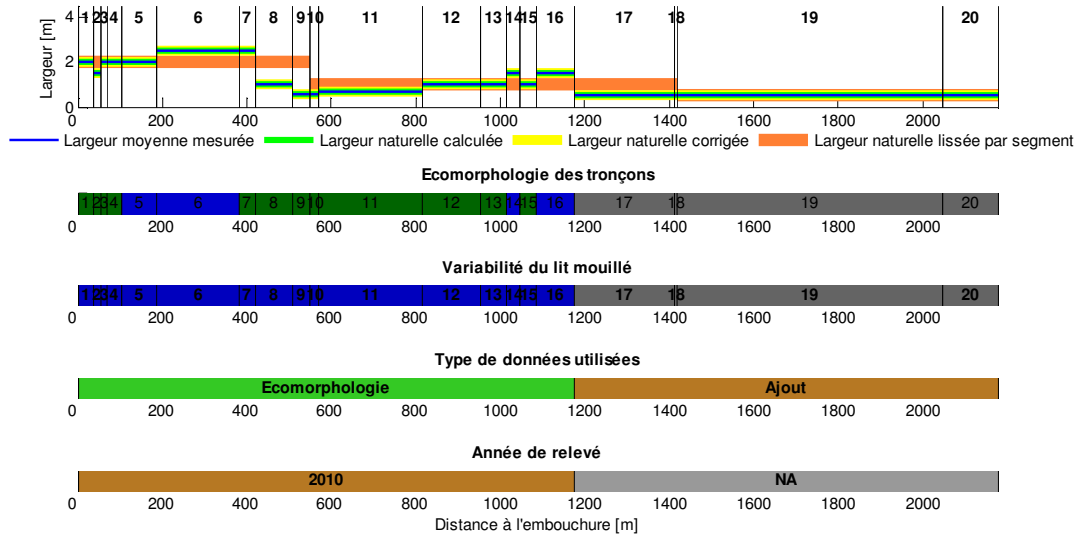 Largeur [m]
4
2
0
1 2 3 4 5 6 7 8 9 10 11 12 13 14 15 16 17 18 19 20
0 200 400 600 800 1000 1200 1400 1600 1800 2000
Largeur moyenne mesurée Largeur naturelle calculée Largeur naturelle corrigée Largeur naturelle lissée par segment
Ecomorphologie des tronçons
1 2 3 4 5 6 7 8 9 10 11 12 13 14 15 16 17 18 19 20
0 200 400 600 800 1000 1200 1400 1600 1800 2000
Variabilité du lit mouillé
1 2 3 4 5 6 7 8 9 10 11 12 13 14 15 16 17 18 19 20
0 200 400 600 800 1000 1200 1400 1600 1800 2000
Type de données utilisées
Ecomorphologie Ajout
0 200 400 600 800 1000 1200 1400 1600 1800 2000
Année de relevé
2010 NA
0 200 400 600 800 1000 1200 1400 1600 1800 2000
Distance à l'embouchure [m]